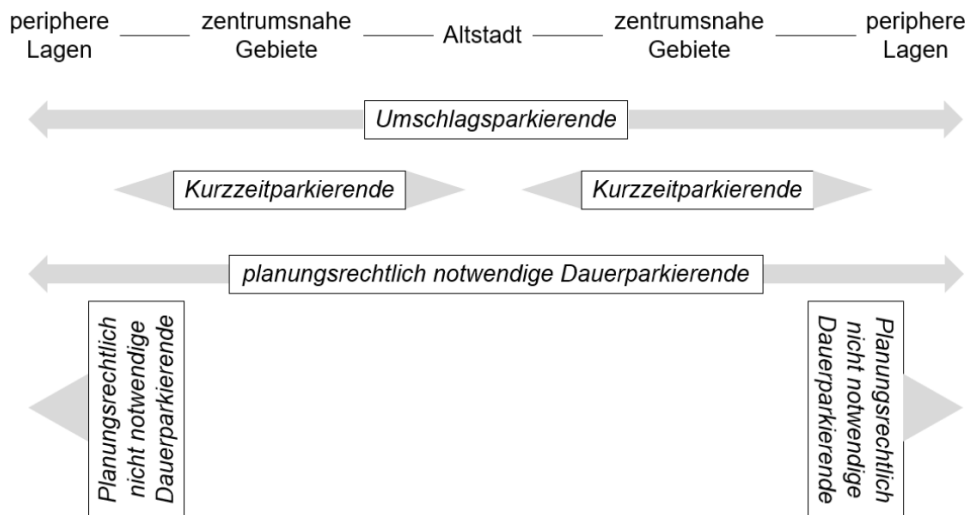 periphere
Lagen
zentrumsnahe
Gebiete
Altstadt
zentrumsnahe
Gebiete
periphere
Lagen
Umschlagsparkierende
Kurzzeitparkierende
Kurzzeitparkierende
planungsrechtlich notwendige Dauerparkierende
Planungsrechtlich
nicht notwendige
Dauerparkierende
Planungsrechtlich
nicht notwendige
Dauerparkierende